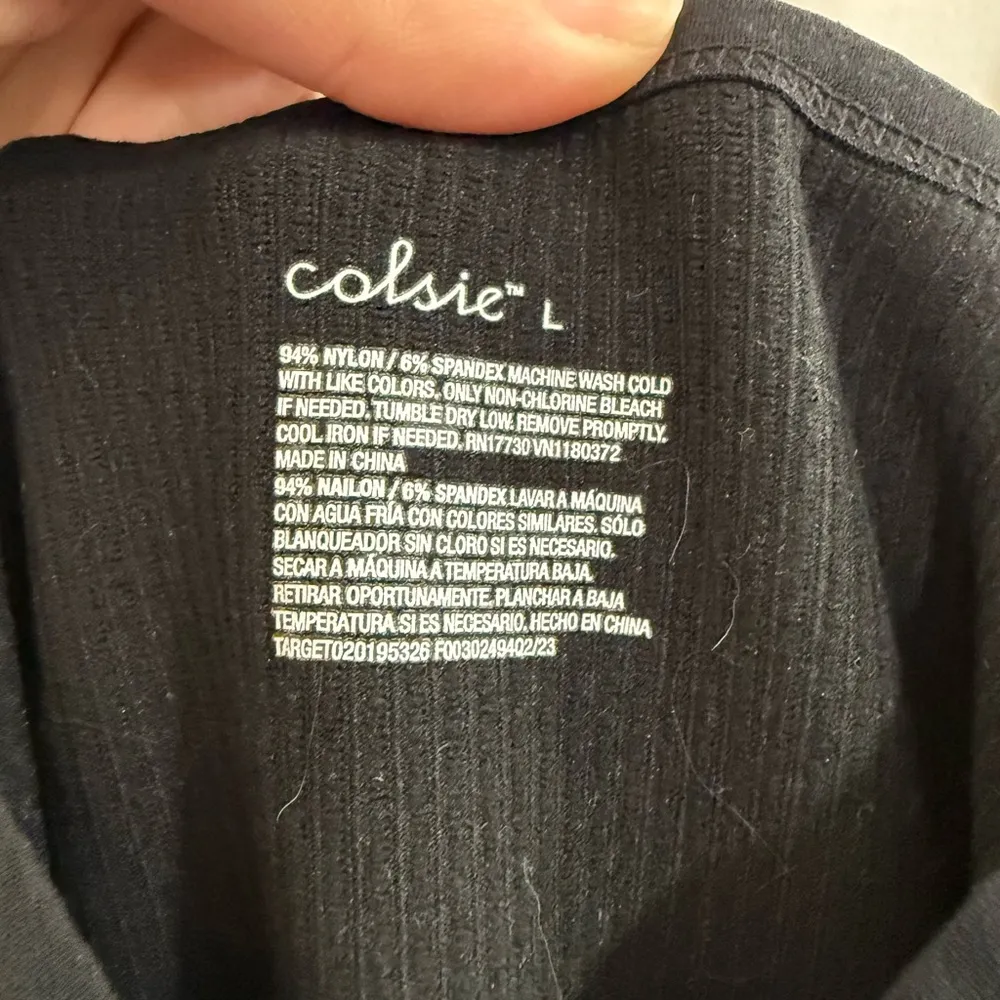 colsie™ L
94% NYLON / 6% SPANDEX MACHINE WASH COLD
WITH LIKE COLORS. ONLY NON-CHLORINE BLEACH
IF NEEDED. TUMBLE DRY LOW. REMOVE PROMPTLY.
COOL IRON IF NEEDED. RN17730 VN1180372
MADE IN CHINA
94% NAILON / 6% SPANDEX LAVAR A MÁQUINA
CON AGUA FRÍA CON COLORES SIMILARES. SÓLO
BLANQUEADOR SIN CLORO SI ES NECESARIO.
SECAR A MÁQUINA A TEMPERATURA BAJA.
RETIRAR OPORTUNAMENTE. PLANCHAR A BAJA
TEMPERATURA SI ES NECESARIO. HECHO EN CHINA
TARGET020195326 F0030249402/23